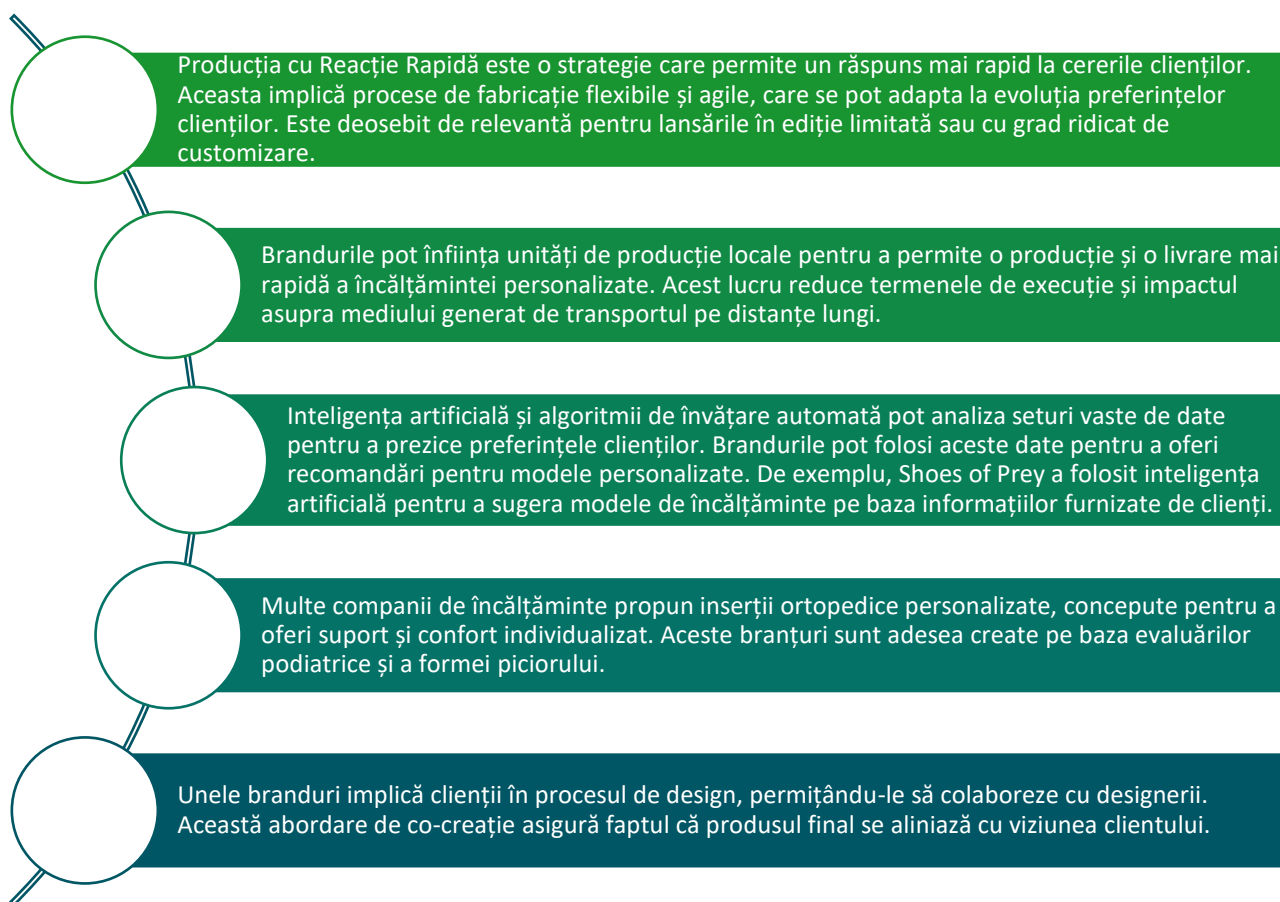 Producția cu Reacție Rapidă este o strategie care permite un răspuns mai rapid la cererile clienților.
Aceasta implică procese de fabricație flexibile și agile, care se pot adapta la evoluția preferințelor
clienților. Este deosebit de relevantă pentru lansările în ediție limitată sau cu grad ridicat de
customizare.
Brandurile pot înființa unități de producție locale pentru a permite o producție și o livrare mai
rapidă a încălțămintei personalizate. Acest lucru reduce termenele de execuție și impactul
asupra mediului generat de transportul pe distanțe lungi.
Inteligența artificială și algoritmii de învățare automată pot analiza seturi vaste de date
pentru a prezice preferințele clienților. Brandurile pot folosi aceste date pentru a oferi
recomandări pentru modele personalizate. De exemplu, Shoes of Prey a folosit inteligența
artificială pentru a sugera modele de încălțăminte pe baza informațiilor furnizate de clienți.
Multe companii de încălțăminte propun inserții ortopedice personalizate, concepute pentru a
oferi suport și confort individualizat. Aceste branțuri sunt adesea create pe baza evaluărilor
podiatrice și a formei piciorului.
Unele branduri implică clienții în procesul de design, permițându-le să colaboreze cu designerii.
Această abordare de co-creație asigură faptul că produsul final se aliniază cu viziunea clientului.